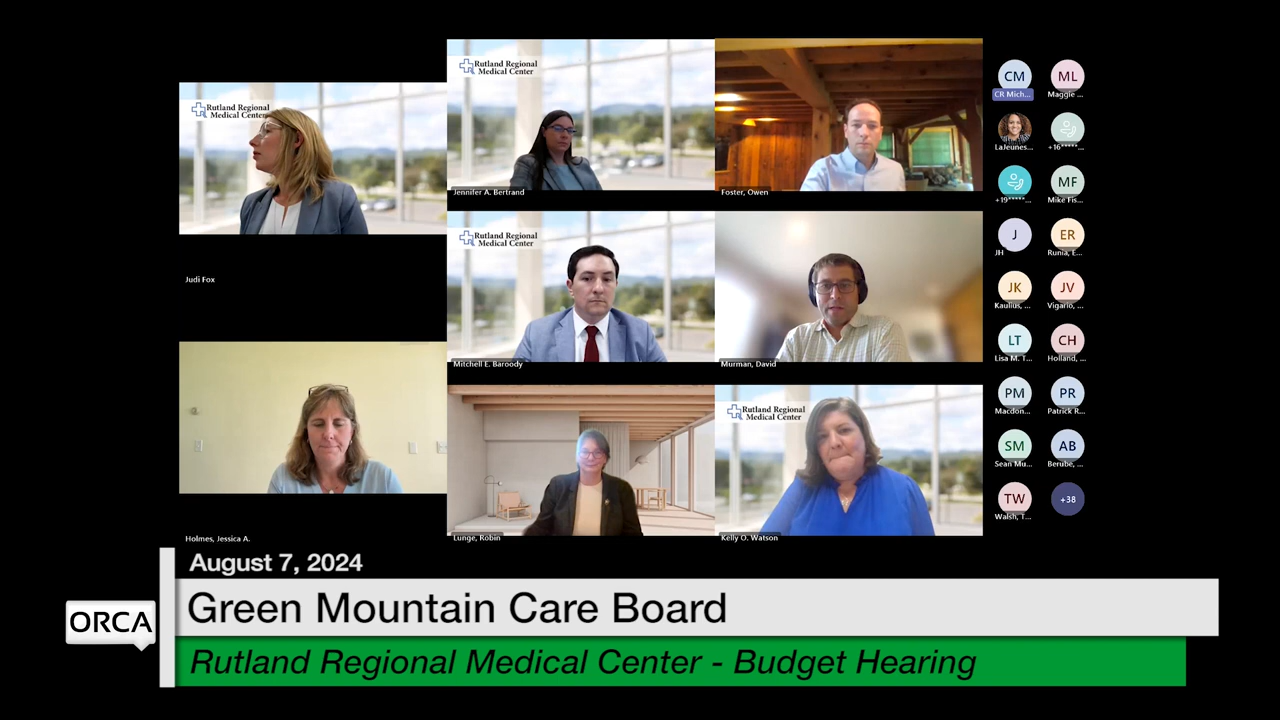 Rutland Regional
Medical Center
Judi Fox
Rutland Regional
Medical Center
Jennifer A. Bertrand
Foster, Owen
Rutland Regional
Medical Center
Mitchell E. Baroody
Murman, David
Holmes, Jessica A.
Lunge, Robin
Rutland Regional
Medical Center
Kelly O. Watson
CM
CR Mich...
ML
Maggie ...
LaJeunes...
+16*****...
+19*****...
MF
Mike Fis...
J
JH
ER
Runia, E...
JK
Kaulius, ...
JV
Vigario, ...
LT
Lisa M. T...
CH
Holland, ...
PM
Macdon...
PR
Patrick R...
SM
Sean Mu...
AB
Berube, ...
TW
Walsh, T...
+38
August 7, 2024
ORCA
Green Mountain Care Board
Rutland Regional Medical Center - Budget Hearing